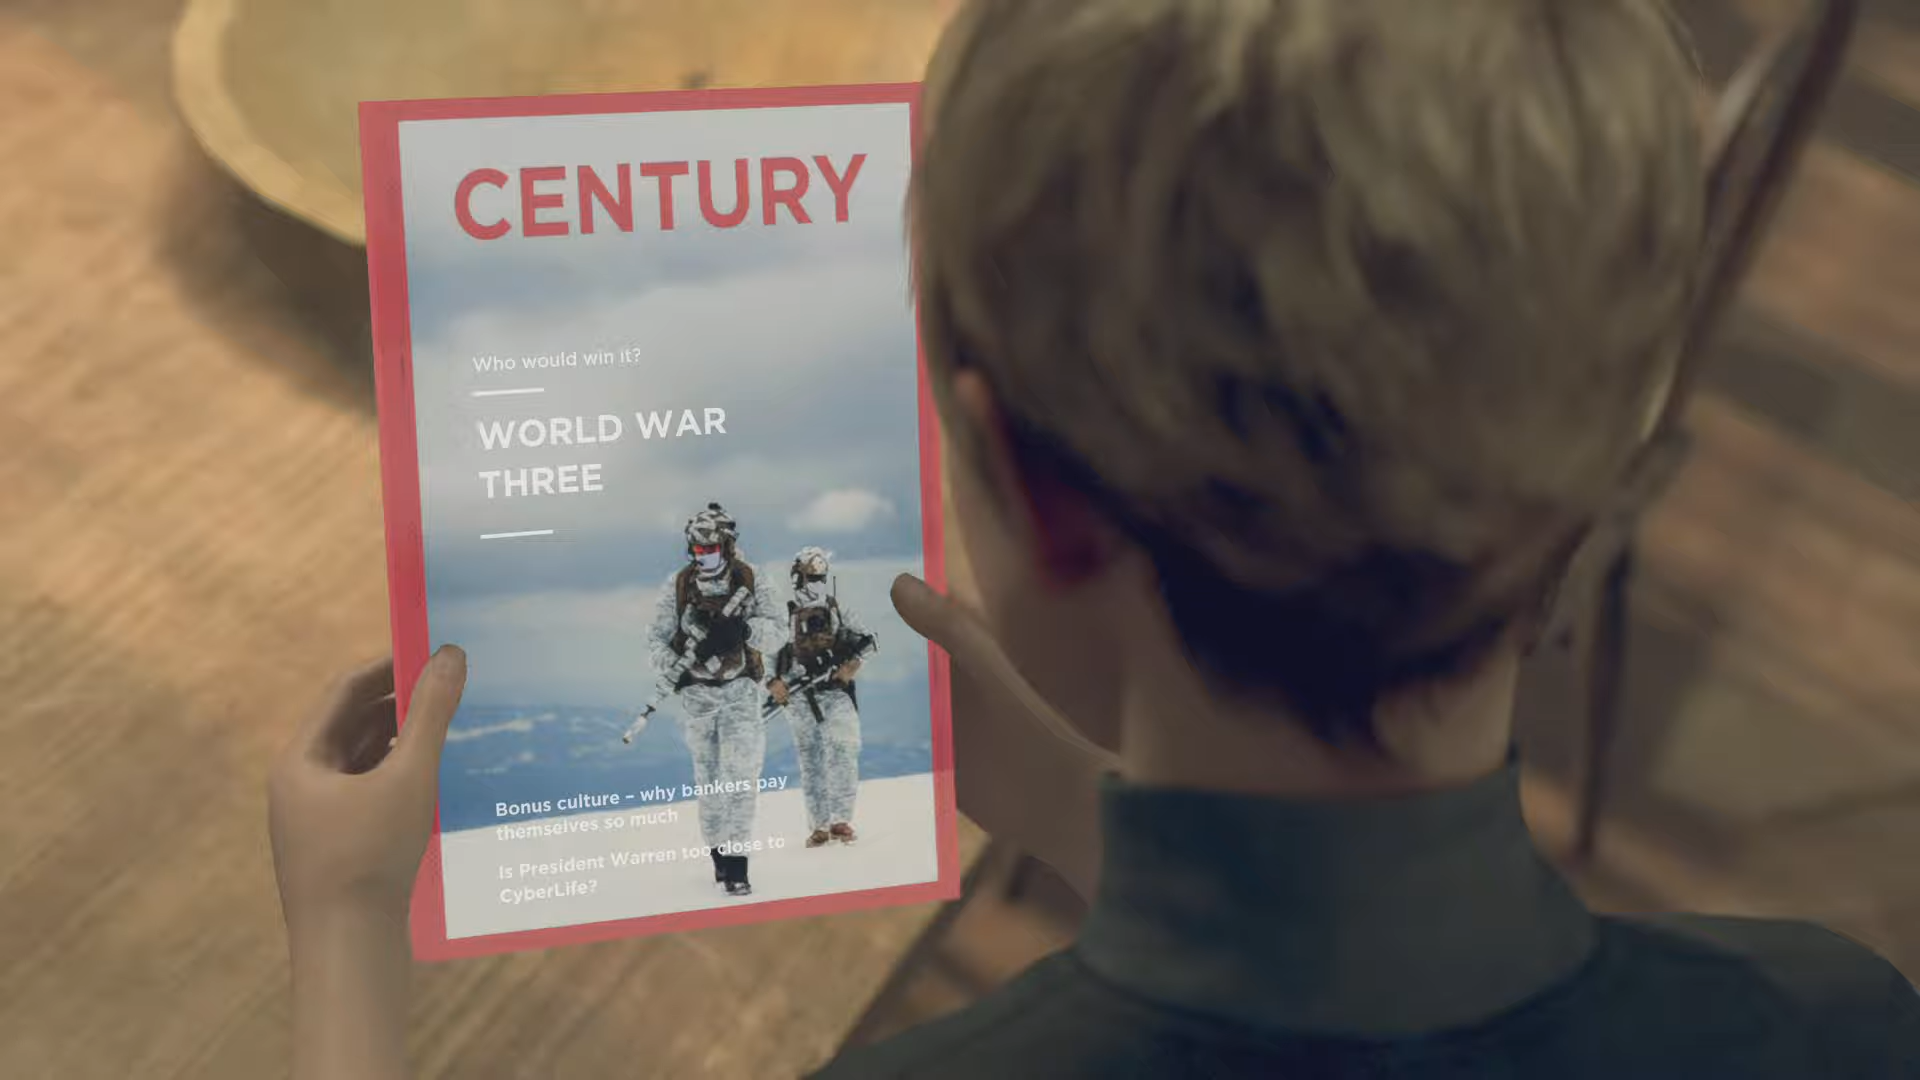 CENTURY
Who would win it?
WORLD WAR
THREE
Bonus culture – why bankers pay
themselves so much
Is President Warren too close to
CyberLife?